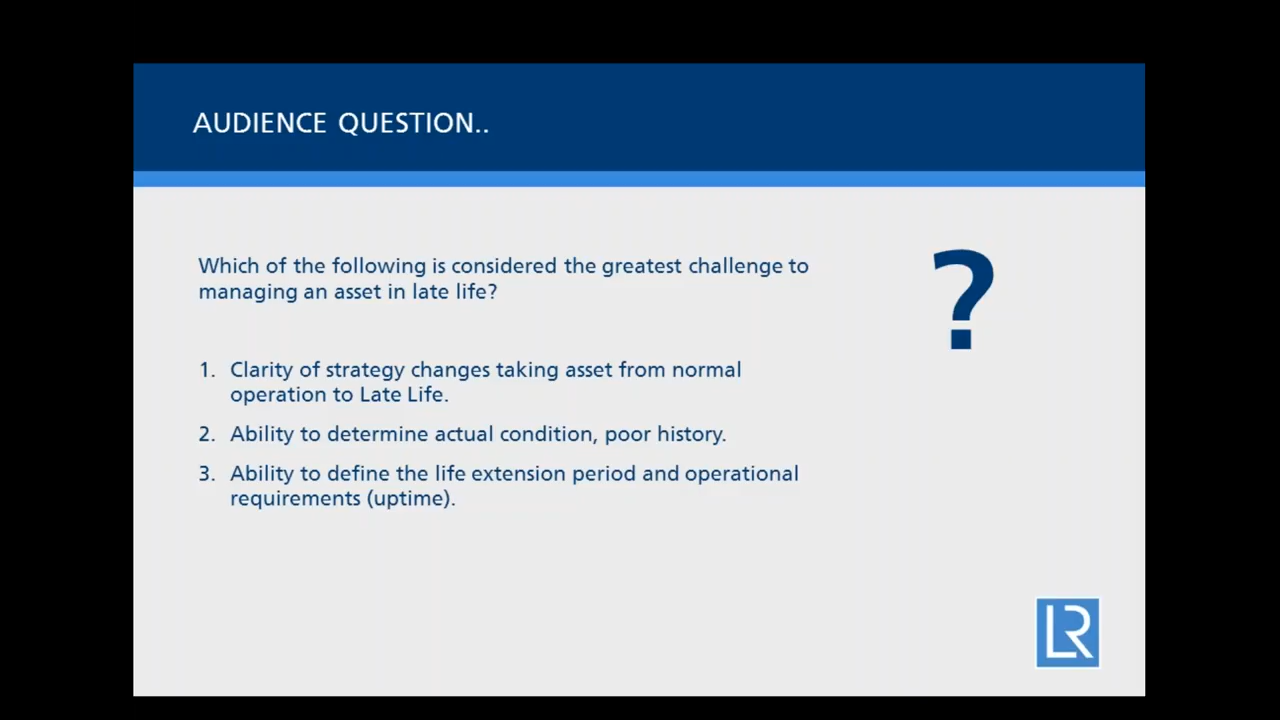 AUDIENCE QUESTION..
Which of the following is considered the greatest challenge to
managing an asset in late life?
?
1. Clarity of strategy changes taking asset from normal
operation to Late Life.
2. Ability to determine actual condition, poor history.
3. Ability to define the life extension period and operational
requirements (uptime).
LR